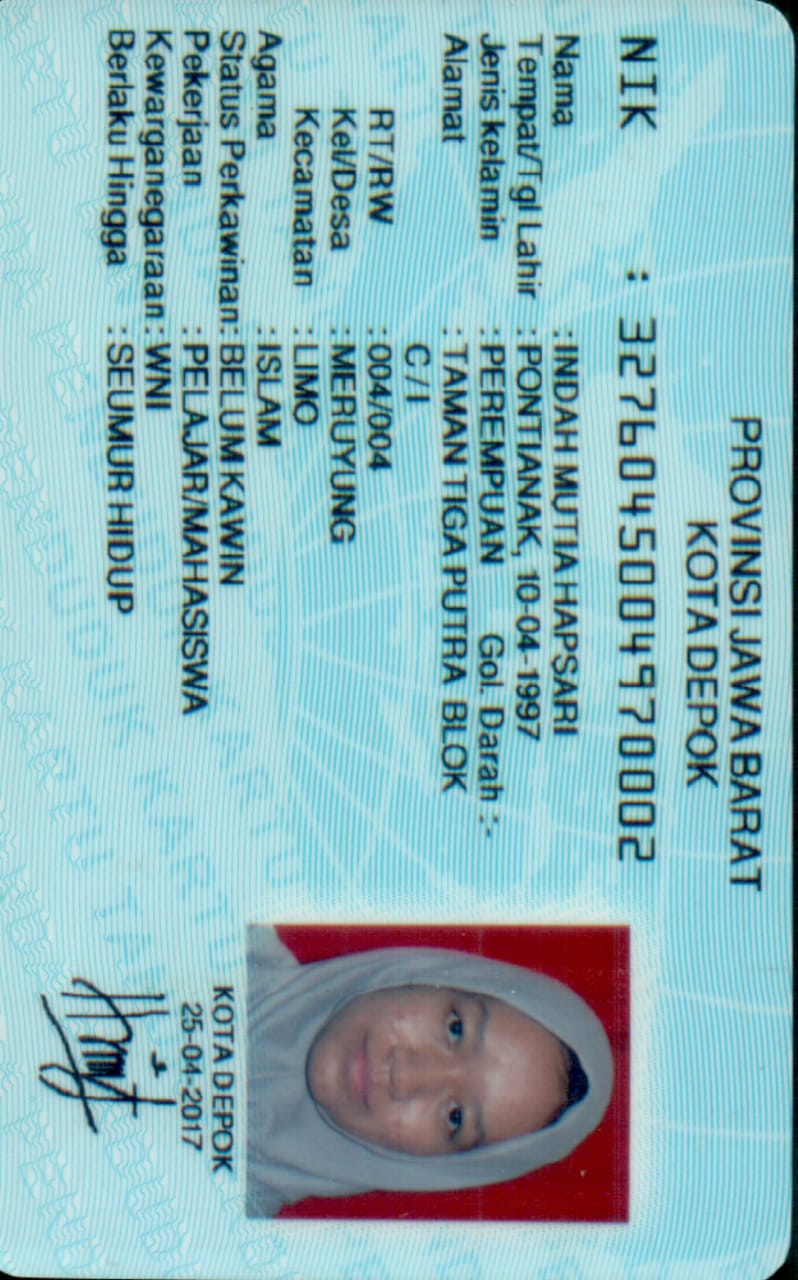 PROVINSI JAWA BARAT
KOTA DEPOK
NIK : 3276045004970002
Nama : INDAH MUTIA HAPSARI
Tempat/Tgl Lahir : PONTIANAK, 10-04-1997
Jenis kelamin : PEREMPUAN Gol. Darah :-
Alamat : TAMAN TIGA PUTRA BLOK
C / I
RT/RW : 004/004
Kel/Desa : MERUYUNG
Kecamatan : LIMO
Agama : ISLAM
Status Perkawinan: BELUM KAWIN
Pekerjaan : PELAJAR/MAHASISWA
Kewarganegaraan: WNI
Berlaku Hingga : SEUMUR HIDUP
KOTA DEPOK
25-04-2017